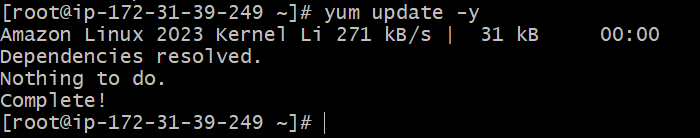 [root@ip-172-31-39-249 ~]# yum update -y
Amazon Linux 2023 Kernel Li 271 kB/s |  31 kB     00:00
Dependencies resolved.
Nothing to do.
Complete!
[root@ip-172-31-39-249 ~]#